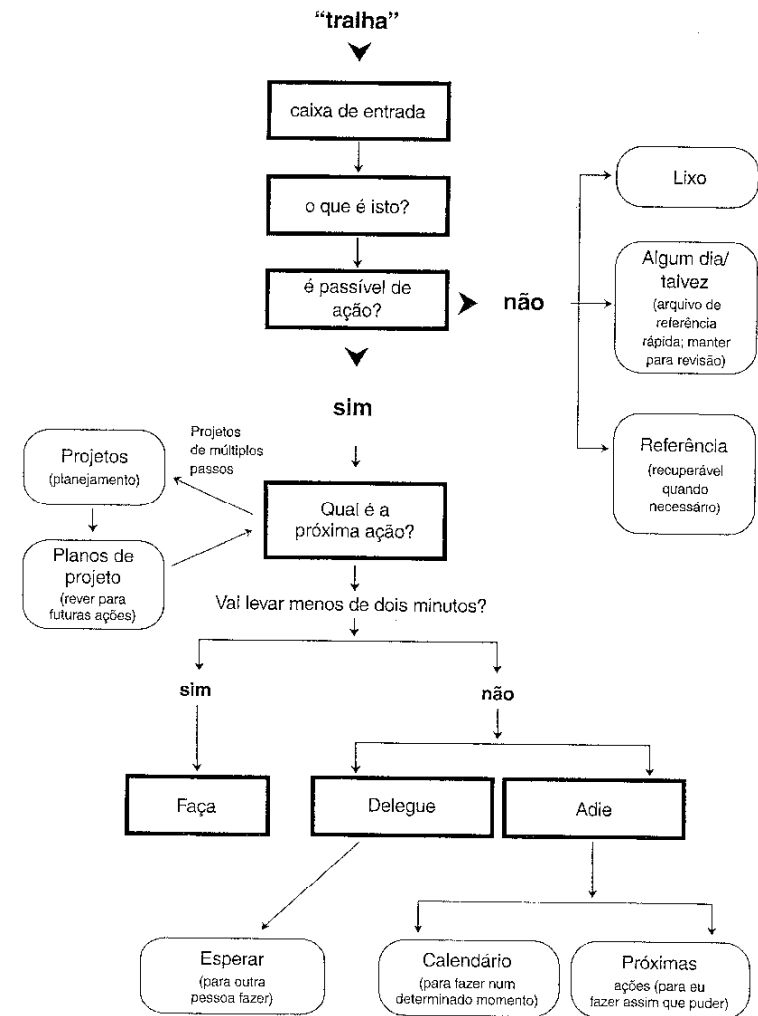 “tralha”
caixa de entrada
o que é isto?
é passível de
ação?
não
Lixo
Algum dia/
talvez
(arquivo de
referência
rápida; manter
para revisão)
Referência
(recuperável
quando
necessário)
sim
Projetos
de múltiplos
passos
Projetos
(planejamento)
Planos de
projeto
(rever para
futuras ações)
Qual é a
próxima ação?
Vai levar menos de dois minutos?
sim
não
Faça
Delegue
Adie
Esperar
(para outra
pessoa fazer)
Calendário
(para fazer num
determinado momento)
Próximas
ações (para eu
fazer assim que puder)